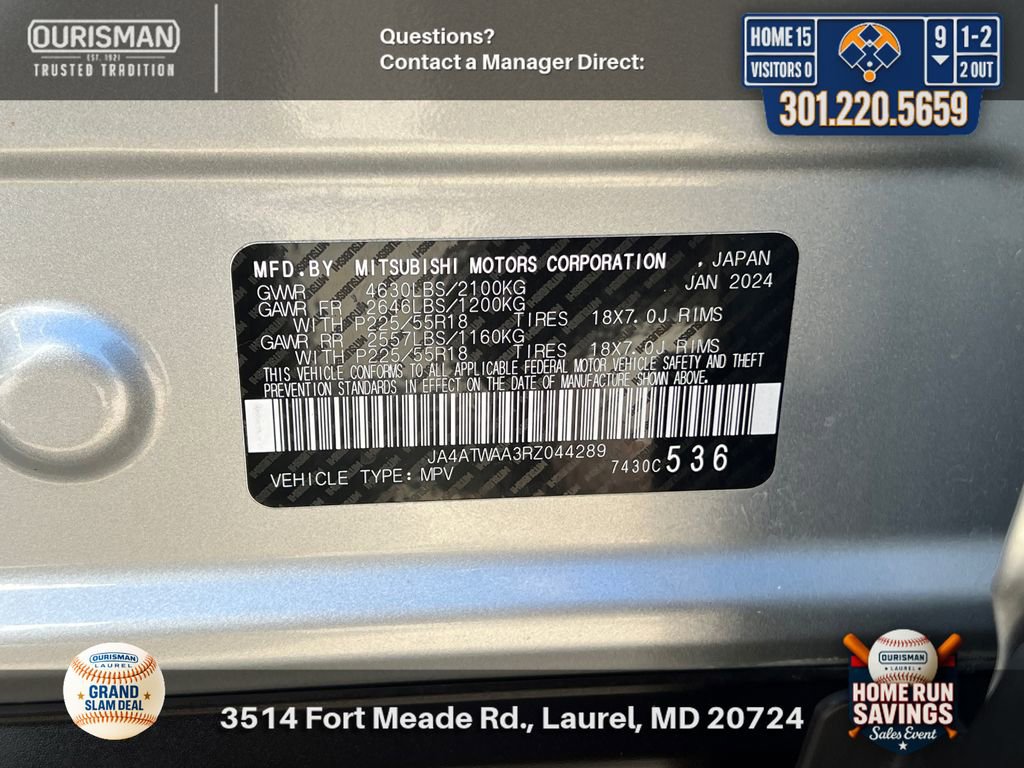 OURISMAN
EST. 1921
TRUSTED TRADITION
Questions?
Contact a Manager Direct:
HOME 15
VISITORS 0
9
1-2
2 OUT
301.220.5659
MFD.BY MITSUBISHI MOTORS CORPORATION , JAPAN
GWWR 4630LBS/2100KG JAN 2024
GAWR FR 2646LBS/1200KG
WITH P225/55R18 TIRES 18X7.0J RIMS
GAWR RR 2557LBS/1160KG
WITH P225/55R18 TIRES 18X7.0J RIMS
THIS VEHICLE CONFORMS TO ALL APPLICABLE FEDERAL MOTOR VEHICLE SAFETY AND THEFT
PREVENTION STANDARDS IN EFFECT ON THE DATE OF MANUFACTURE SHOWN ABOVE.
JA4ATWAA3RZ044289
7430C 536
VEHICLE TYPE: MPV
OURISMAN
LAUREL
GRAND
SLAM DEAL
3514 Fort Meade Rd., Laurel, MD 20724
OURISMAN
LAUREL
HOME RUN
SAVINGS
Sales Event